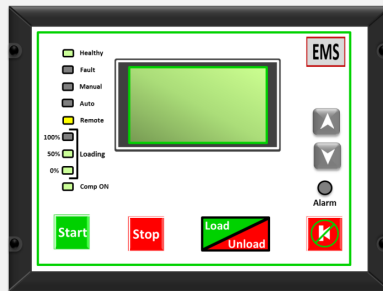 Healthy
EMS
Fault
Manual
Auto
Remote
100%
50% Loading
0%
Comp ON
Alarm
Start
Stop
Load
Unload